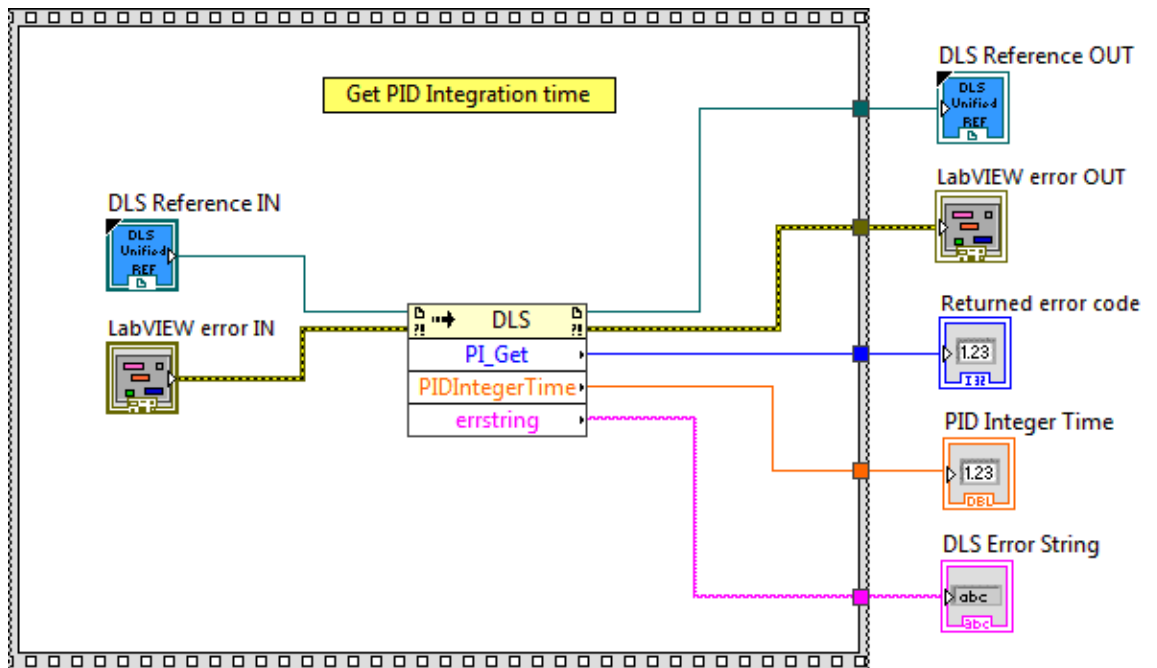 DLS Reference OUT
DLS
Unified
REF
Get PID Integration time
LabVIEW error OUT
DLS Reference IN
DLS
Unified
REF
LabVIEW error IN
DLS
PI_Get
PIDIntegerTime
errstring
Returned error code
1.23
I32
PID Integer Time
1.23
DBL
DLS Error String
abc
abc